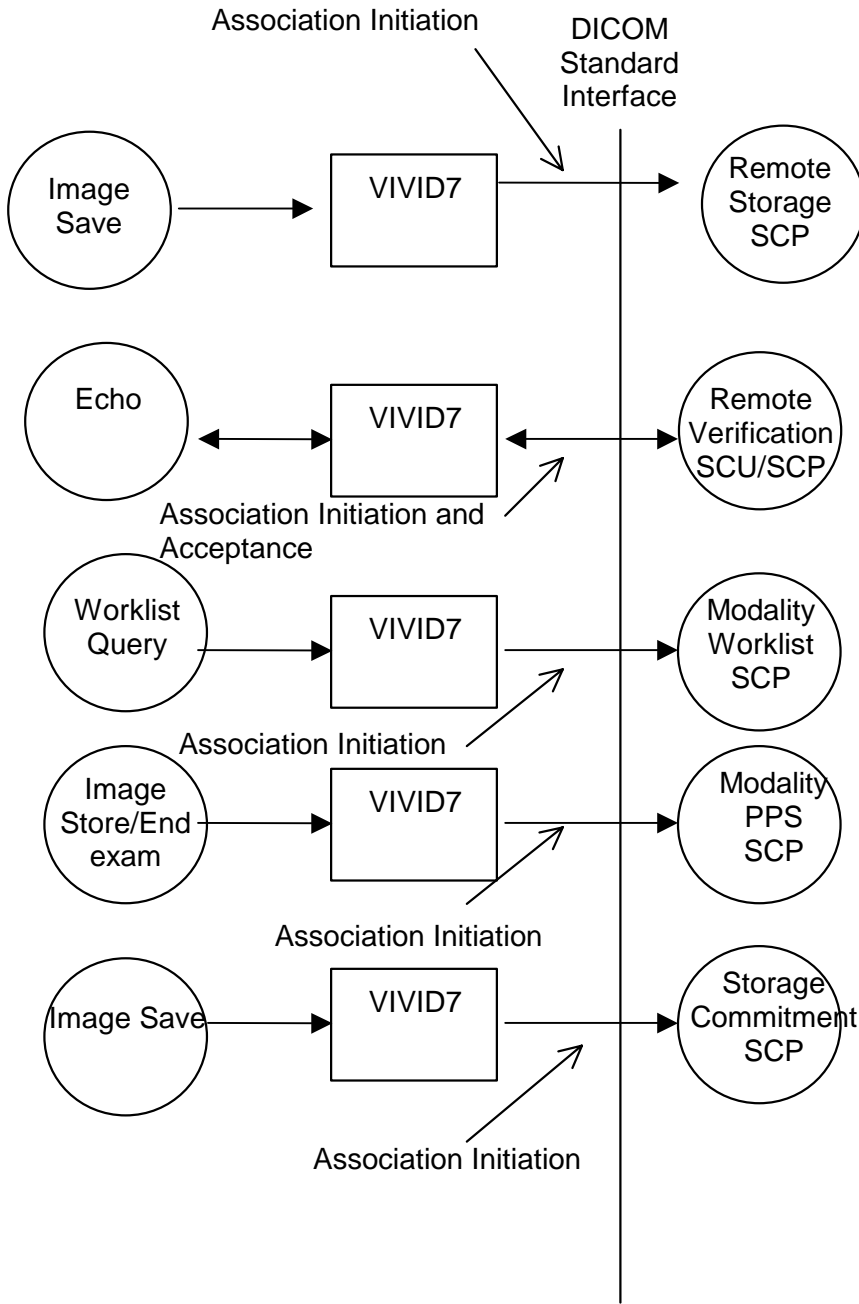 Association Initiation
DICOM
Standard
Interface
Image
Save
VIVID7
Remote
Storage
SCP
Echo
VIVID7
Remote
Verification
SCU/SCP
Association Initiation and
Acceptance
Worklist
Query
VIVID7
Modality
Worklist
SCP
Association Initiation
Image
Store/End
exam
VIVID7
Modality
PPS
SCP
Association Initiation
Image Save
VIVID7
Storage
Commitment
SCP
Association Initiation